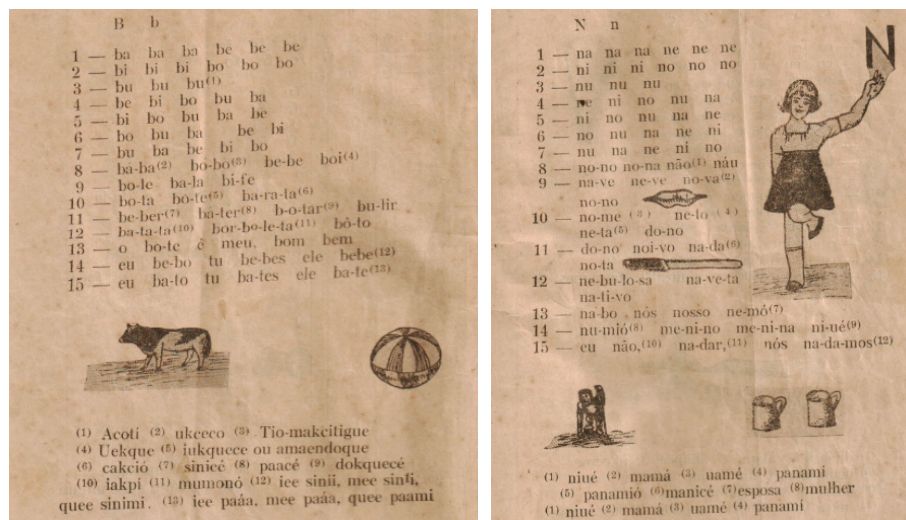 B b
1 — ba ba ba be be be
2 — bi bi bi bo bo bo
3 — bu bu bu(1)
4 — be bi bo bu ba
5 — bi bo bu ba be
6 — bo bu ba be bi
7 — bu ba be bi bo
8 — bá-ba(2) bo-bo(3) be-be boi(4)
9 — bo-le ba-la bi-fe
10 — bo-ta bo-te(5) ba-ra-ta(6)
11 — be-ber(7) ba-ter(8) b-o-tar(9) bu-lir
12 — ba-ta-ta(10) bor-bo-le-ta(11) bô-to
13 — o bo-te é meu. bom bem
14 — eu be-bo tu be-bes ele bebe(12)
15 — eu ba-to tu ba-tes ele ba-te(13)
(1) Acotí (2) ukceco (3) Tio-makcitigue
(4) Uekque (5) iukquece ou amaendoque
(6) cakció (7) sinicé (8) paacé (9) dokquecé
(10) iakpí (11) mumonó (12) iee sinii, mee sinfi,
quee sinimi. (13) iee paáa, mee paáa, quee paami
N n
N
1 — na na na ne ne ne
2 — ni ni ni no no no
3 — nu nu nu
4 — ne ni no nu na
5 — ni no nu na ne
6 — no nu na ne ni
7 — nu na ne ni no
8 — no-no no-na não(1) náu
9 — na-ve ne-ve no-va(2)
no-no
10 — no-me (3) ne-to (4)
ne-ta(5) do-no
11 — do-no noi-vo na-da(6)
no-ta
12 — ne-bu-lo-sa na-ve-ta
na-ti-vo
13 — na-bo nós nosso ne-mó(7)
14 — nu-mió(8) me-ni-no me-ni-na ni-ué(9)
15 — eu não,(10) na-dar,(11) nós na-da-mos(12)
(1) niué (2) mamá (3) uamé (4) panami
(5) panamió (6)manicé (7)esposa (8)mulher
(1) niué (2) mamá (3) uamé (4) panamí